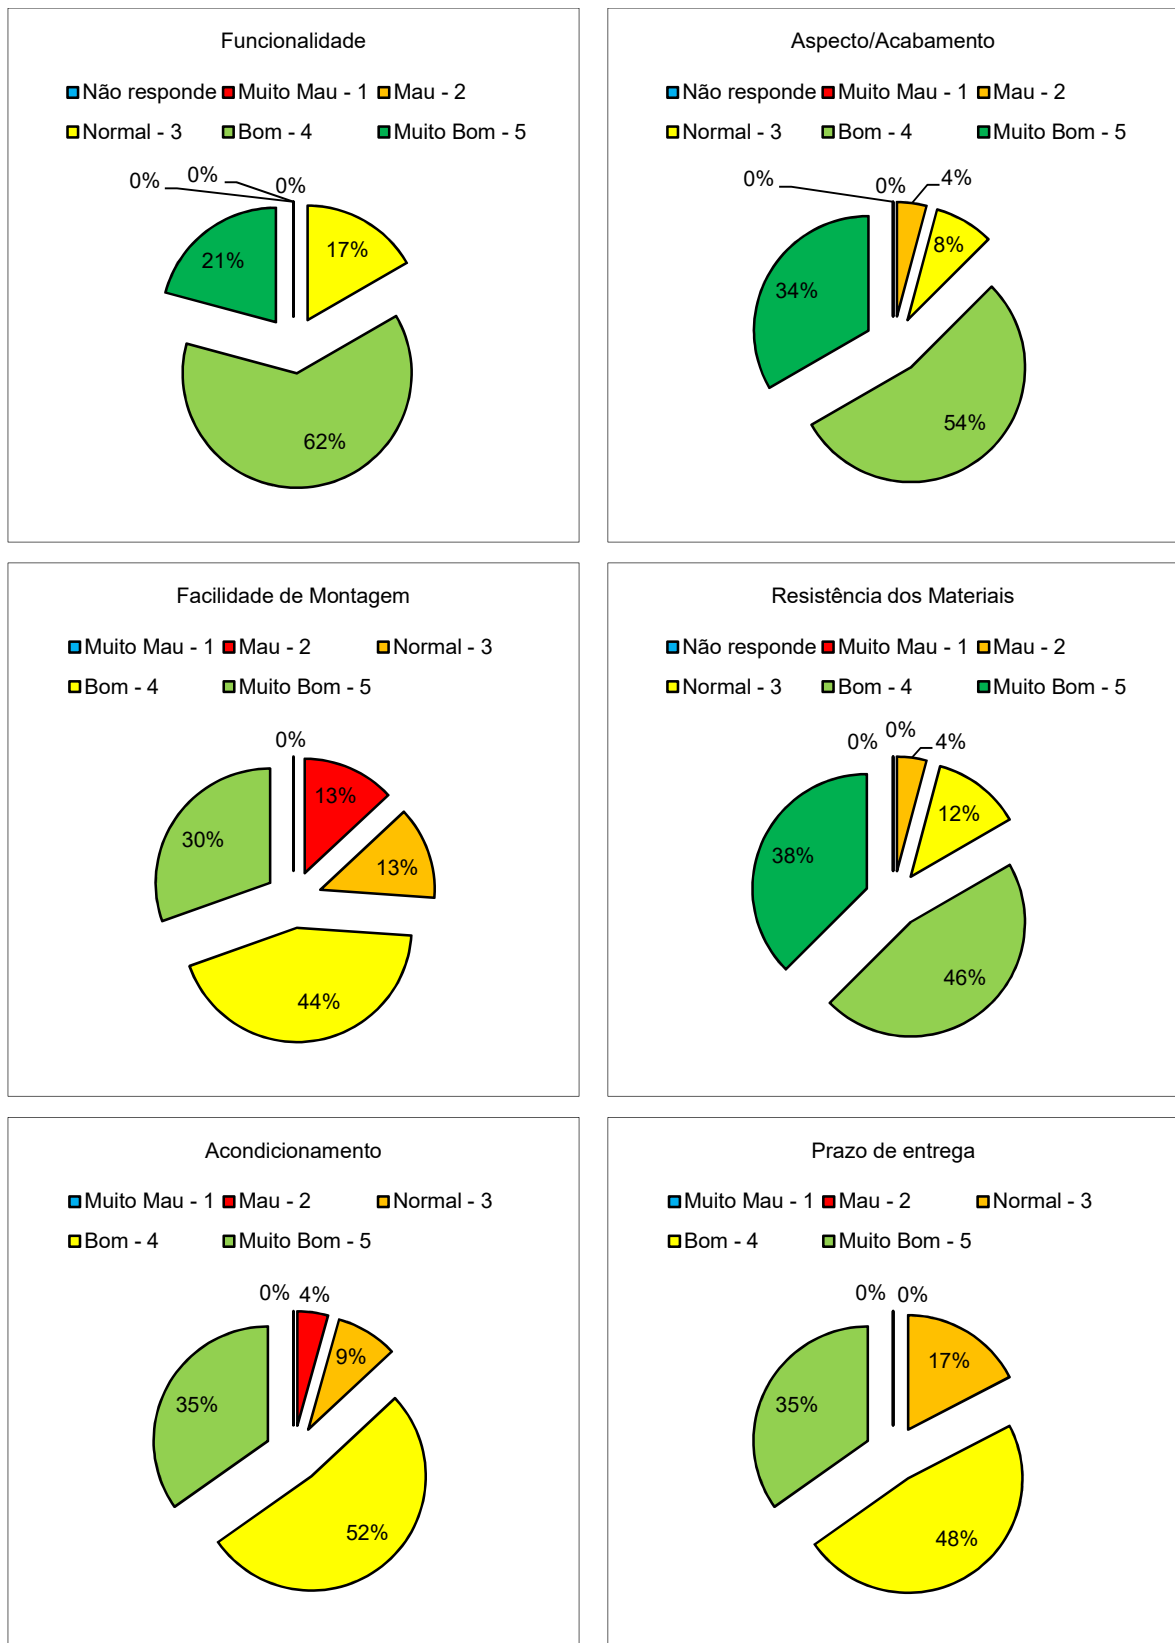 Funcionalidade
Não responde Muito Mau - 1 Mau - 2
Normal - 3 Bom - 4 Muito Bom - 5
0% 0% 0%
17%
21%
62%
Aspecto/Acabamento
Não responde Muito Mau - 1 Mau - 2
Normal - 3 Bom - 4 Muito Bom - 5
0% 0% 4%
8%
34%
54%
Facilidade de Montagem
Muito Mau - 1 Mau - 2 Normal - 3
Bom - 4 Muito Bom - 5
0%
13%
30%
13%
44%
Resistência dos Materiais
Não responde Muito Mau - 1 Mau - 2
Normal - 3 Bom - 4 Muito Bom - 5
0% 0% 4%
12%
38%
46%
Acondicionamento
Muito Mau - 1 Mau - 2 Normal - 3
Bom - 4 Muito Bom - 5
0% 4%
9%
35%
52%
Prazo de entrega
Muito Mau - 1 Mau - 2 Normal - 3
Bom - 4 Muito Bom - 5
0% 0%
17%
35%
48%